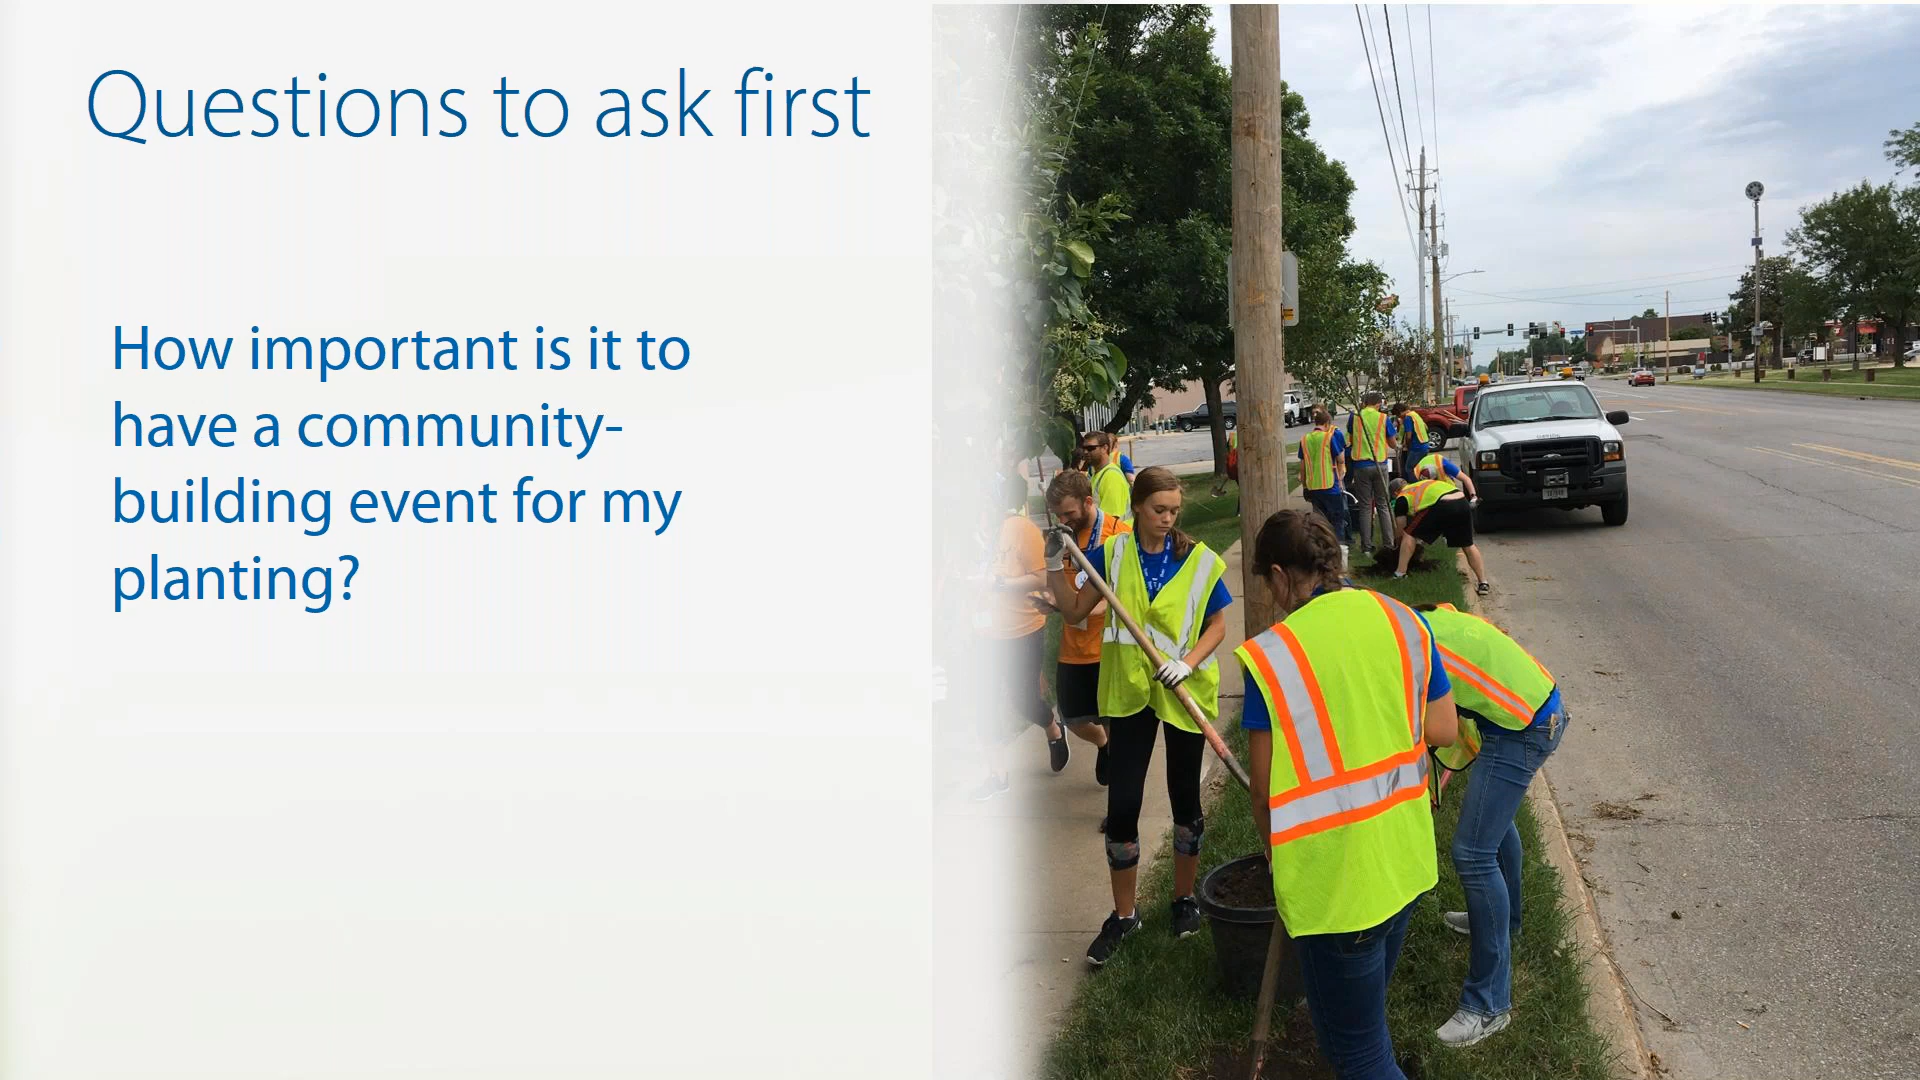 Questions to ask first
How important is it to
have a community-
building event for my
planting?